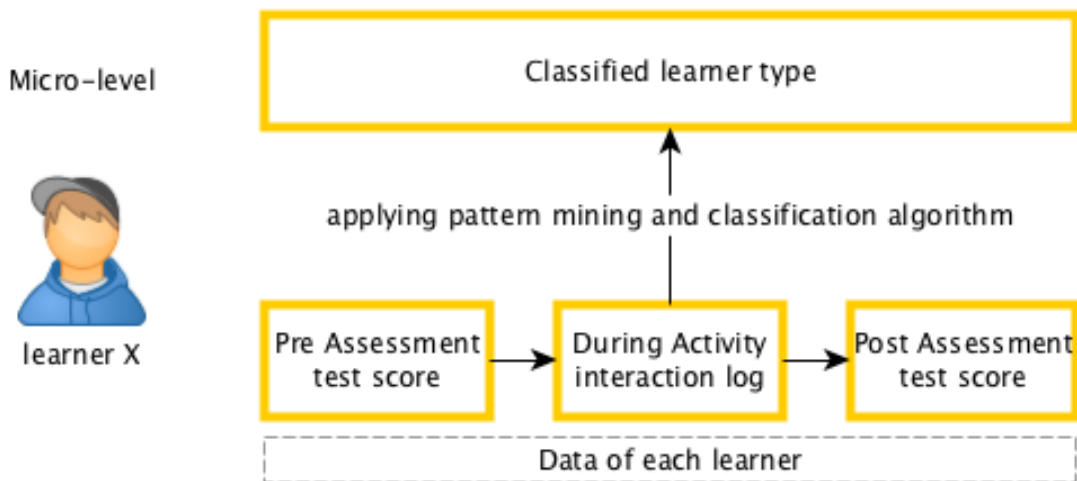 Micro-level
Classified learner type
applying pattern mining and classification algorithm
learner X
Pre Assessment
test score
During Activity
interaction log
Post Assessment
test score
Data of each learner